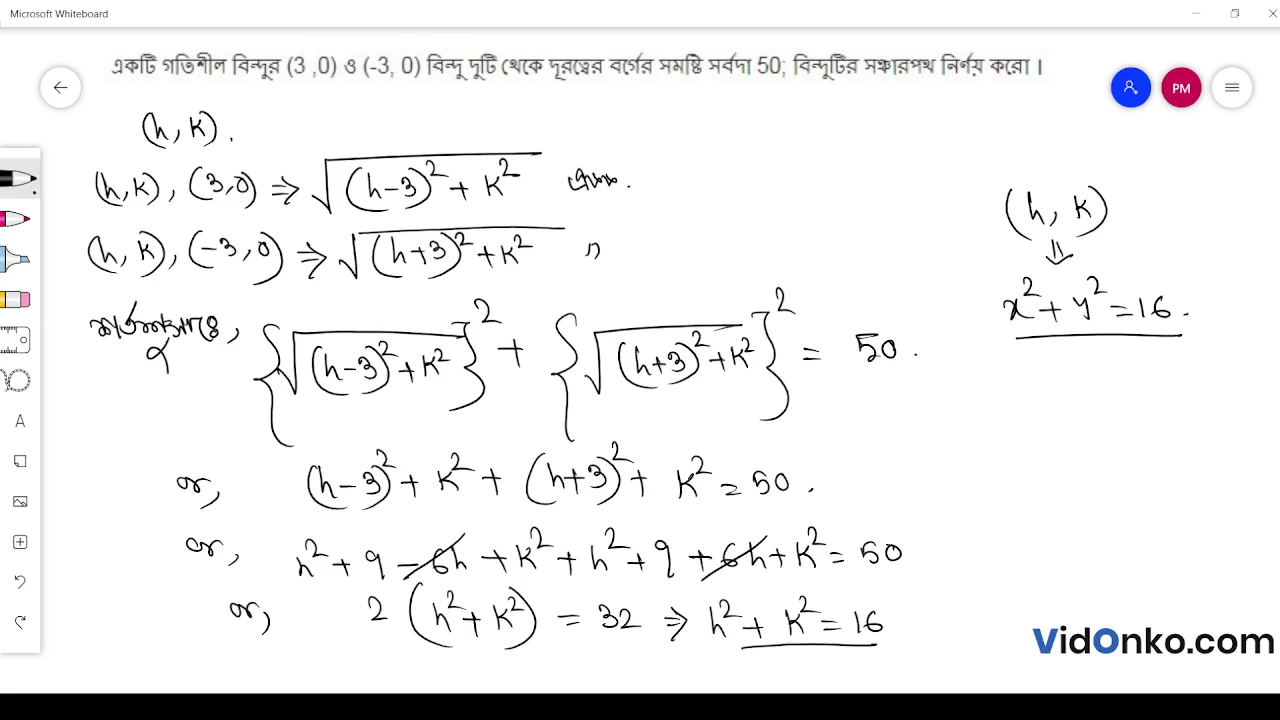 Microsoft Whiteboard
একটি গতিশীল বিন্দুর (3 ,0) ও (-3, 0) বিন্দু দুটি থেকে দূরত্বের বর্গের সমষ্টি সর্বদা 50; বিন্দুটির সঞ্চারপথ নির্ণয় করো ।
PM
(h, k).
(h,k), (3,0) ⇒ √((h-3)² + k²)
(h, k), (-3,0) ⇒ √((h+3)² + k²) "
{√((h-3)² + k²)}² + {√((h+3)² + k²)}² = 50.
or, (h-3)² + k² + (h+3)² + k² = 50.
or, h² + 9 - 6h + k² + h² + 9 + 6h + k² = 50
or, 2 (h² + k²) = 32 ⇒ h² + k² = 16
(h, k)
⇓
x² + y² = 16.
A
VidOnko.com